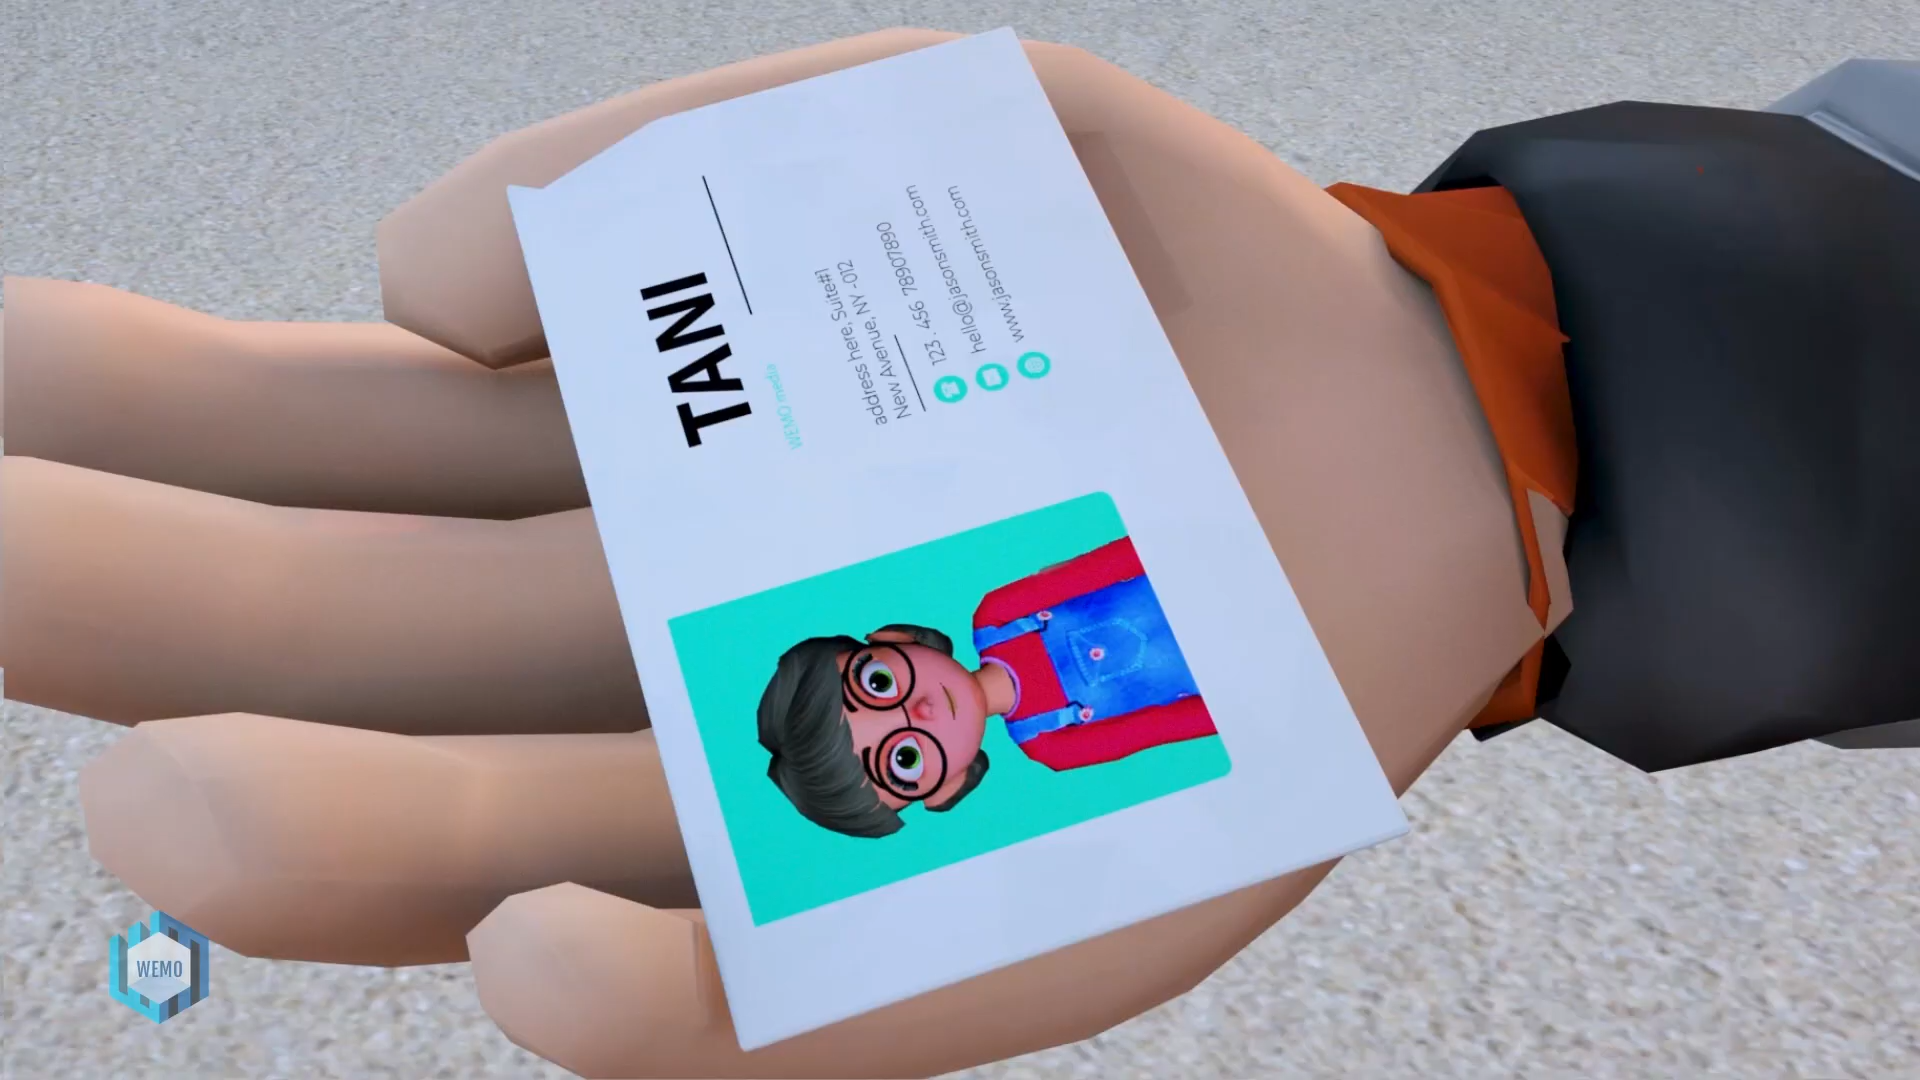 TANI
WEMO media
address here, Suite#1
New Avenue, NY -012
123 . 456 78907890
hello@jasonsmith.com
www.jasonsmith.com
WEMO